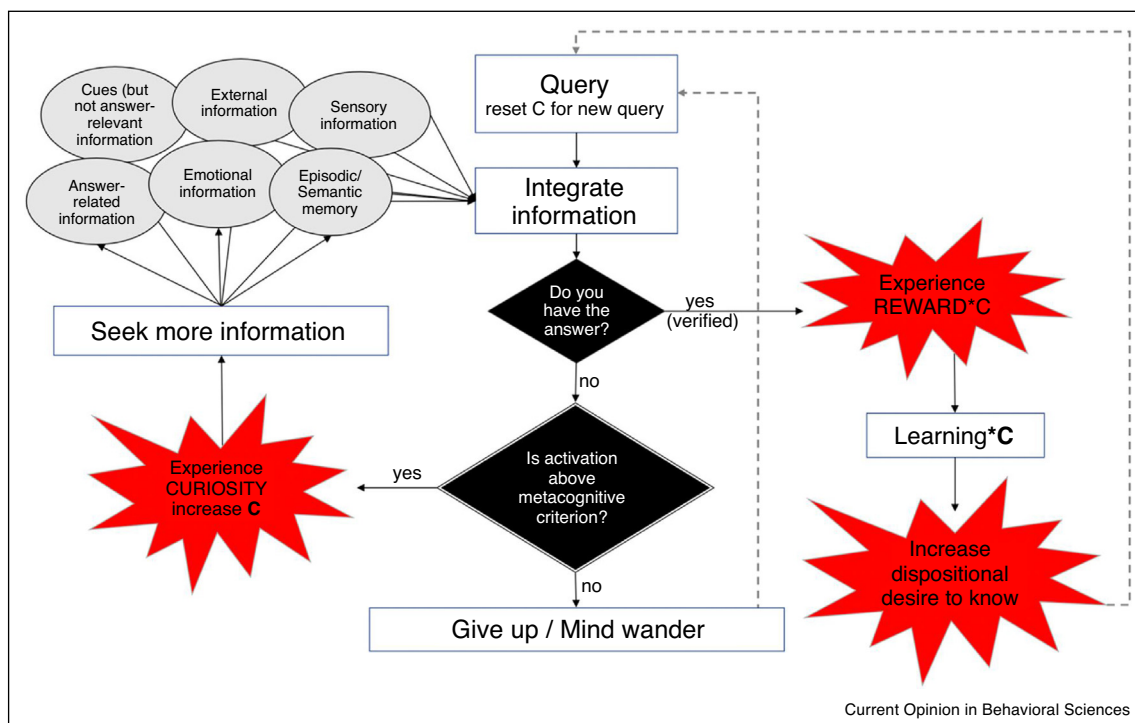 Query
reset C for new query
Cues (but
not answer-
relevant
information
External
information
Sensory
information
Answer-
related
information
Emotional
information
Episodic/
Semantic
memory
Integrate
information
Do you
have the
answer?
yes
(verified)
Experience
REWARD*C
Seek more information
no
Learning*C
Is activation
above
metacognitive
criterion?
yes
Experience
CURIOSITY
increase C
Increase
dispositional
desire to know
no
Give up / Mind wander
Current Opinion in Behavioral Sciences